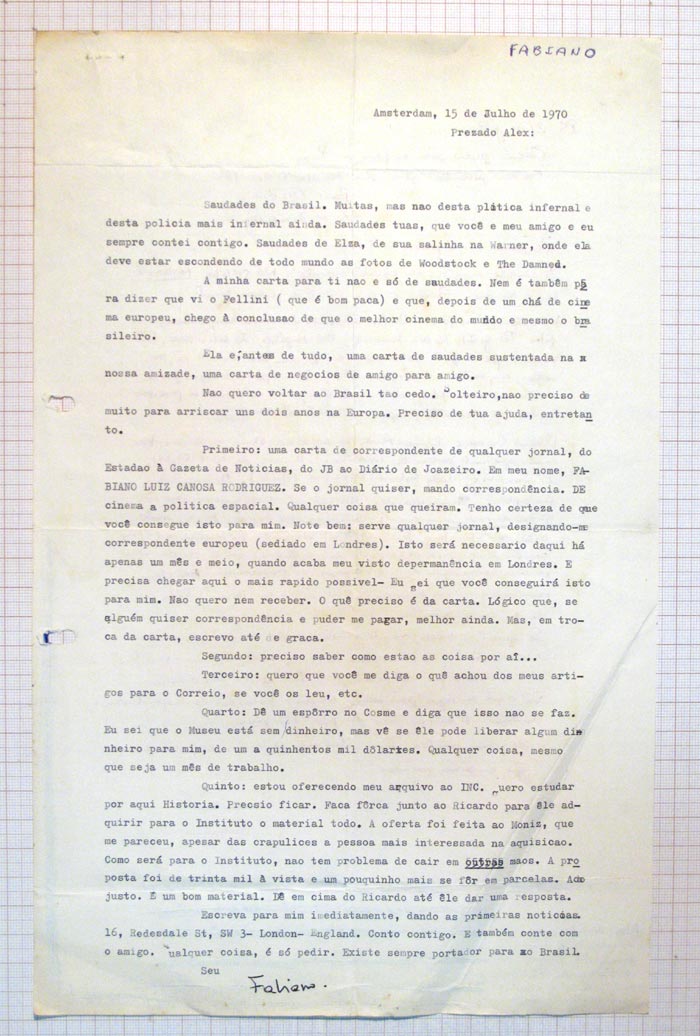 FABIANO
Amsterdam, 15 de Julho de 1970
Prezado Alex:
Saudades do Brasil. Muitas, mas nao desta plática infernal e
desta policia mais infernal ainda. Saudades tuas, que você e meu amigo e eu
sempre contei contigo. Saudades de Elza, de sua salinha na Warner, onde ela
deve estar escondendo de todo mundo as fotos de Woodstock e The Damned.
A minha carta para ti nao e só de saudades. Nem é também pa
ra dizer que vi o Fellini ( que é bom paca) e que, depois de um chá de cine
ma europeu, chego à conclusao de que o melhor cinema do mundo e mesmo o bra
sileiro.
Ela e,antes de tudo, uma carta de saudades sustentada na x
nossa amizade, uma carta de negocios de amigo para amigo.
Nao quero voltar ao Brasil tao cedo. Solteiro,nao preciso de
muito para arriscar uns dois anos na Europa. Preciso de tua ajuda, entretan
to.
Primeiro: uma carta de correspondente de qualquer jornal, do
Estadao à Gazeta de Noticias, do JB ao Diário de Joazeiro. Em meu nome, FA-
BIANO LUIZ CANOSA RODRIGUEZ. Se o jornal quiser, mando correspondência. DE
cinema a politica espacial. Qualquer coisa que queiram. Tenho certeza de que
você consegue isto para mim. Note bem: serve qualquer jornal, designando-me
correspondente europeu (sediado em Londres). Isto será necessario daqui há
apenas um mês e meio, quando acaba meu visto depermanência em Londres. E
precisa chegar aqui o mais rapido possivel- Eu sei que você conseguirá isto
para mim. Nao quero nem receber. O quê preciso é da carta. Lógico que, se
alguém quiser correspondência e puder me pagar, melhor ainda. Mas, em tro-
ca da carta, escrevo até de graca.
Segundo: preciso saber como estao as coisa por aî...
Terceiro: quero que você me diga o quê achou dos meus arti-
gos para o Correio, se você os leu, etc.
Quarto: Dê um espôrro no Cosme e diga que isso nao se faz.
Eu sei que o Museu está sem/dinheiro, mas vê se êle pode liberar algum din
nheiro para mim, de um a quinhentos mil dôlartes. Qualquer coisa, mesmo
que seja um mês de trabalho.
Quinto: estou oferecendo meu arquivo ao INC. Quero estudar
por aqui Historia. Precsio ficar. Faca fôrca junto ao Ricardo para êle ad-
quirir para o Instituto o material todo. A oferta foi feita ao Moniz, que
me pareceu, apesar das crapulices a pessoa mais interessada na aquisicao.
Como será para o Instituto, nao tem problema de cair em outras maos. A pro
posta foi de trinta mil à vista e um pouquinho mais se fôr em parcelas. Acho
justo. É um bom material. Dê em cima do Ricardo até êle dar uma resposta.
Escreva para mim imediatamente, dando as primeiras noticias.
16, Redesdale St, SW 3- London- England. Conto contigo. E também conte com
o amigo. Qualquer coisa, é só pedir. Existe sempre portador para xo Brasil.
Seu
Fabiano.